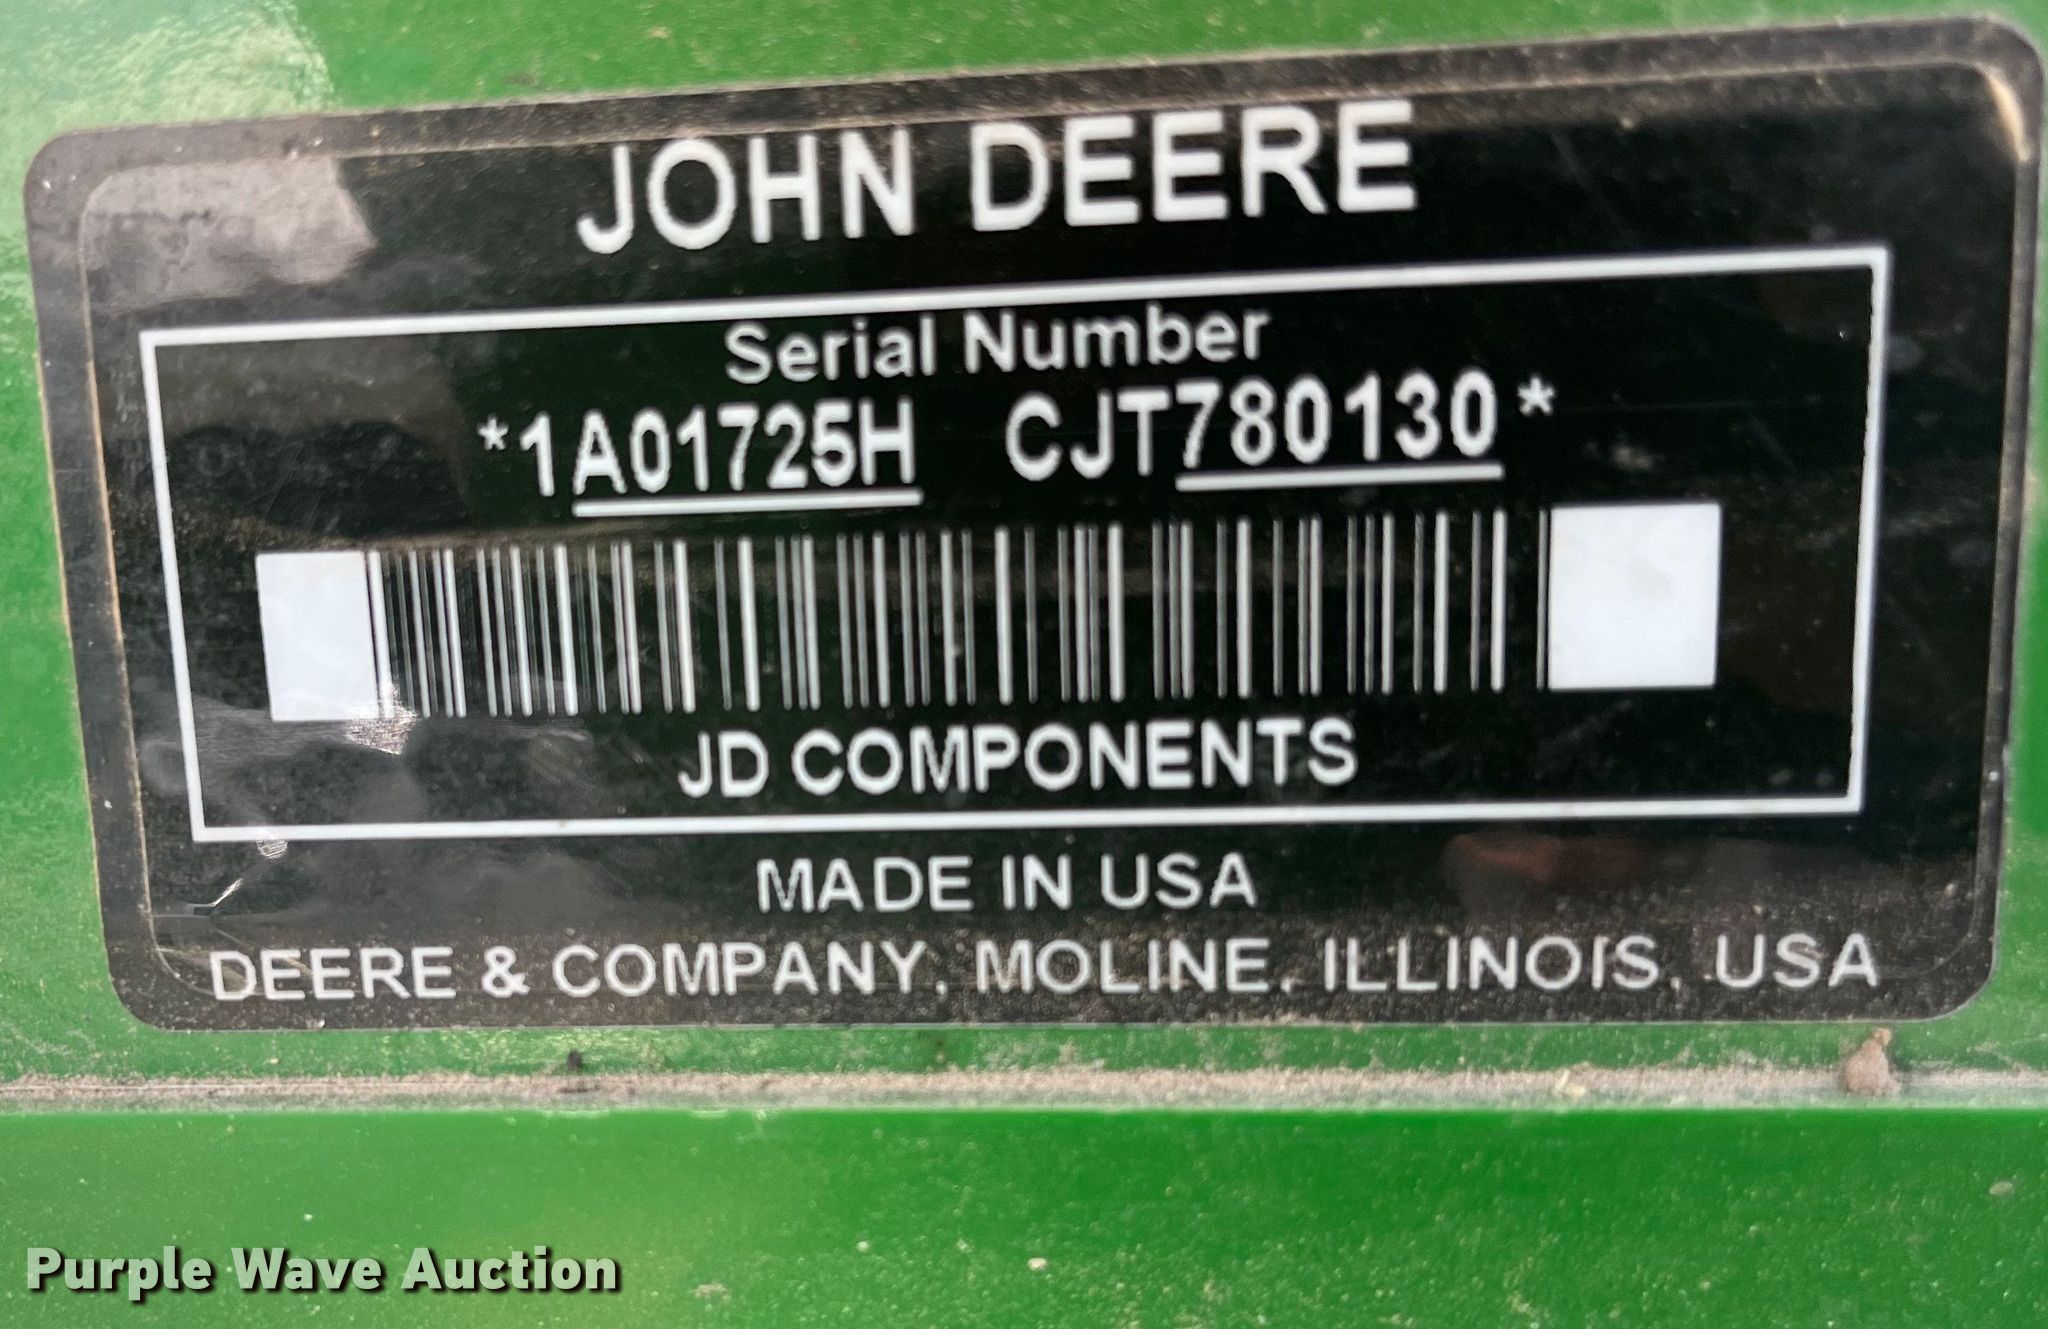 JOHN DEERE
Serial Number
*1A01725H CJT780130*
JD COMPONENTS
MADE IN USA
DEERE & COMPANY, MOLINE, ILLINOIS, USA
Purple Wave Auction